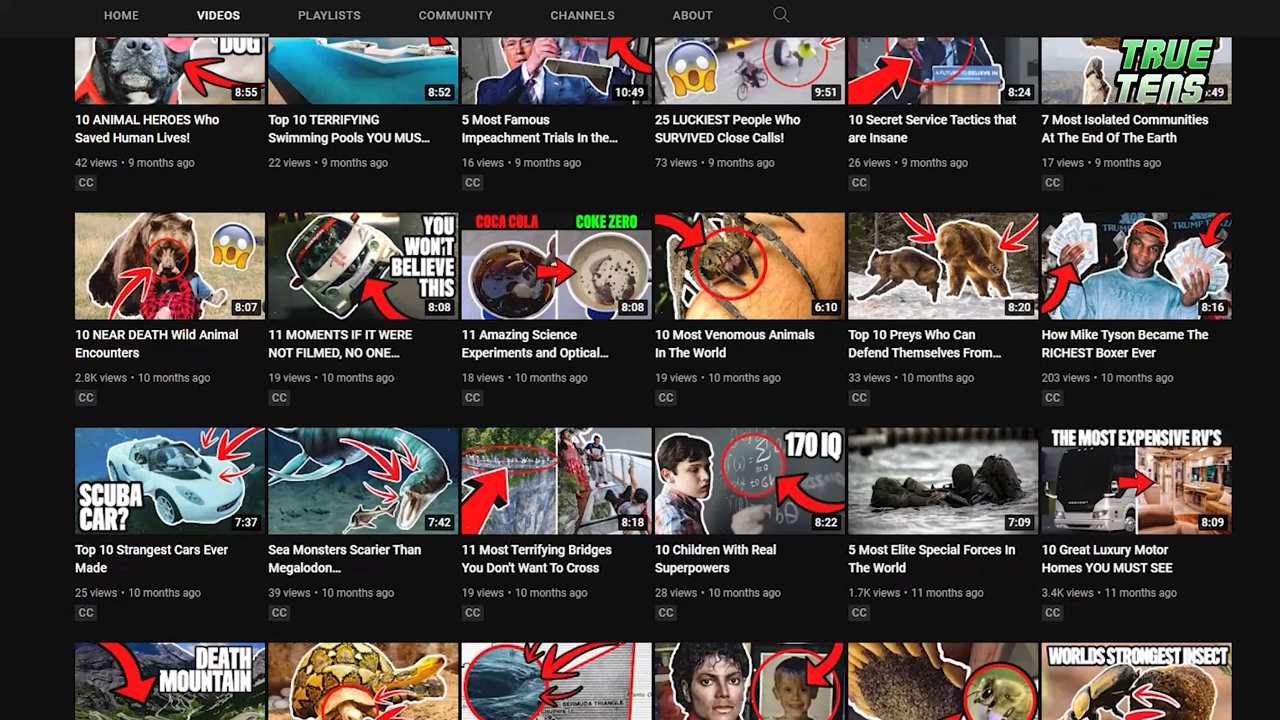 HOME VIDEOS PLAYLISTS COMMUNITY CHANNELS ABOUT
DOG
8:55
8:52
10:49
9:51
A FUTURE TO BELIEVE IN
8:24
TRUE
TENS
:49
10 ANIMAL HEROES Who
Saved Human Lives!
42 views • 9 months ago
CC
Top 10 TERRIFYING
Swimming Pools YOU MUS...
22 views • 9 months ago
5 Most Famous
Impeachment Trials In the...
16 views • 9 months ago
CC
25 LUCKIEST People Who
SURVIVED Close Calls!
73 views • 9 months ago
10 Secret Service Tactics that
are Insane
26 views • 9 months ago
CC
7 Most Isolated Communities
At The End Of The Earth
17 views • 9 months ago
CC
8:07
10 NEAR DEATH Wild Animal
Encounters
2.8K views • 10 months ago
CC
YOU
WON'T
BELIEVE
THIS
8:08
11 MOMENTS IF IT WERE
NOT FILMED, NO ONE...
19 views • 10 months ago
CC
COCA COLA COKE ZERO
8:08
11 Amazing Science
Experiments and Optical...
18 views • 10 months ago
CC
6:10
10 Most Venomous Animals
In The World
19 views • 10 months ago
CC
8:20
Top 10 Preys Who Can
Defend Themselves From...
33 views • 10 months ago
CC
8:16
How Mike Tyson Became The
RICHEST Boxer Ever
203 views • 10 months ago
CC
SCUBA
CAR?
7:37
Top 10 Strangest Cars Ever
Made
25 views • 10 months ago
CC
7:42
Sea Monsters Scarier Than
Megalodon...
39 views • 10 months ago
CC
8:18
11 Most Terrifying Bridges
You Don't Want To Cross
19 views • 10 months ago
CC
170 IQ
8:22
10 Children With Real
Superpowers
28 views • 10 months ago
CC
7:09
5 Most Elite Special Forces In
The World
1.7K views • 11 months ago
CC
THE MOST EXPENSIVE RV'S
8:09
10 Great Luxury Motor
Homes YOU MUST SEE
3.4K views • 11 months ago
CC
DEATH
MOUNTAIN
BERMUDA TRIANGLE
WORLDS STRONGEST INSECT